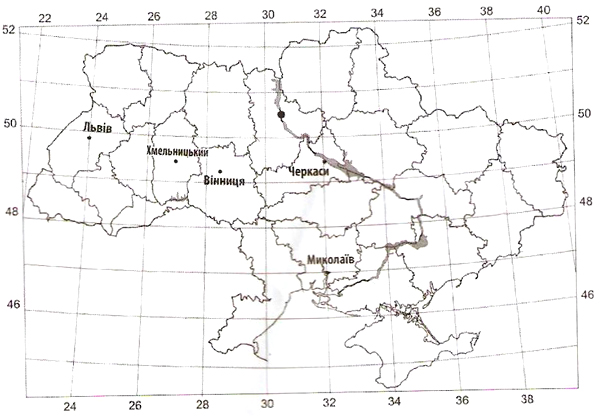 22 24 26 28 30 32 34 36 38 40
52 52
50 50
48 48
46 46
Львів
Хмельницький
Вінниця
Черкаси
Миколаїв
24 26 28 30 32 34 36 38